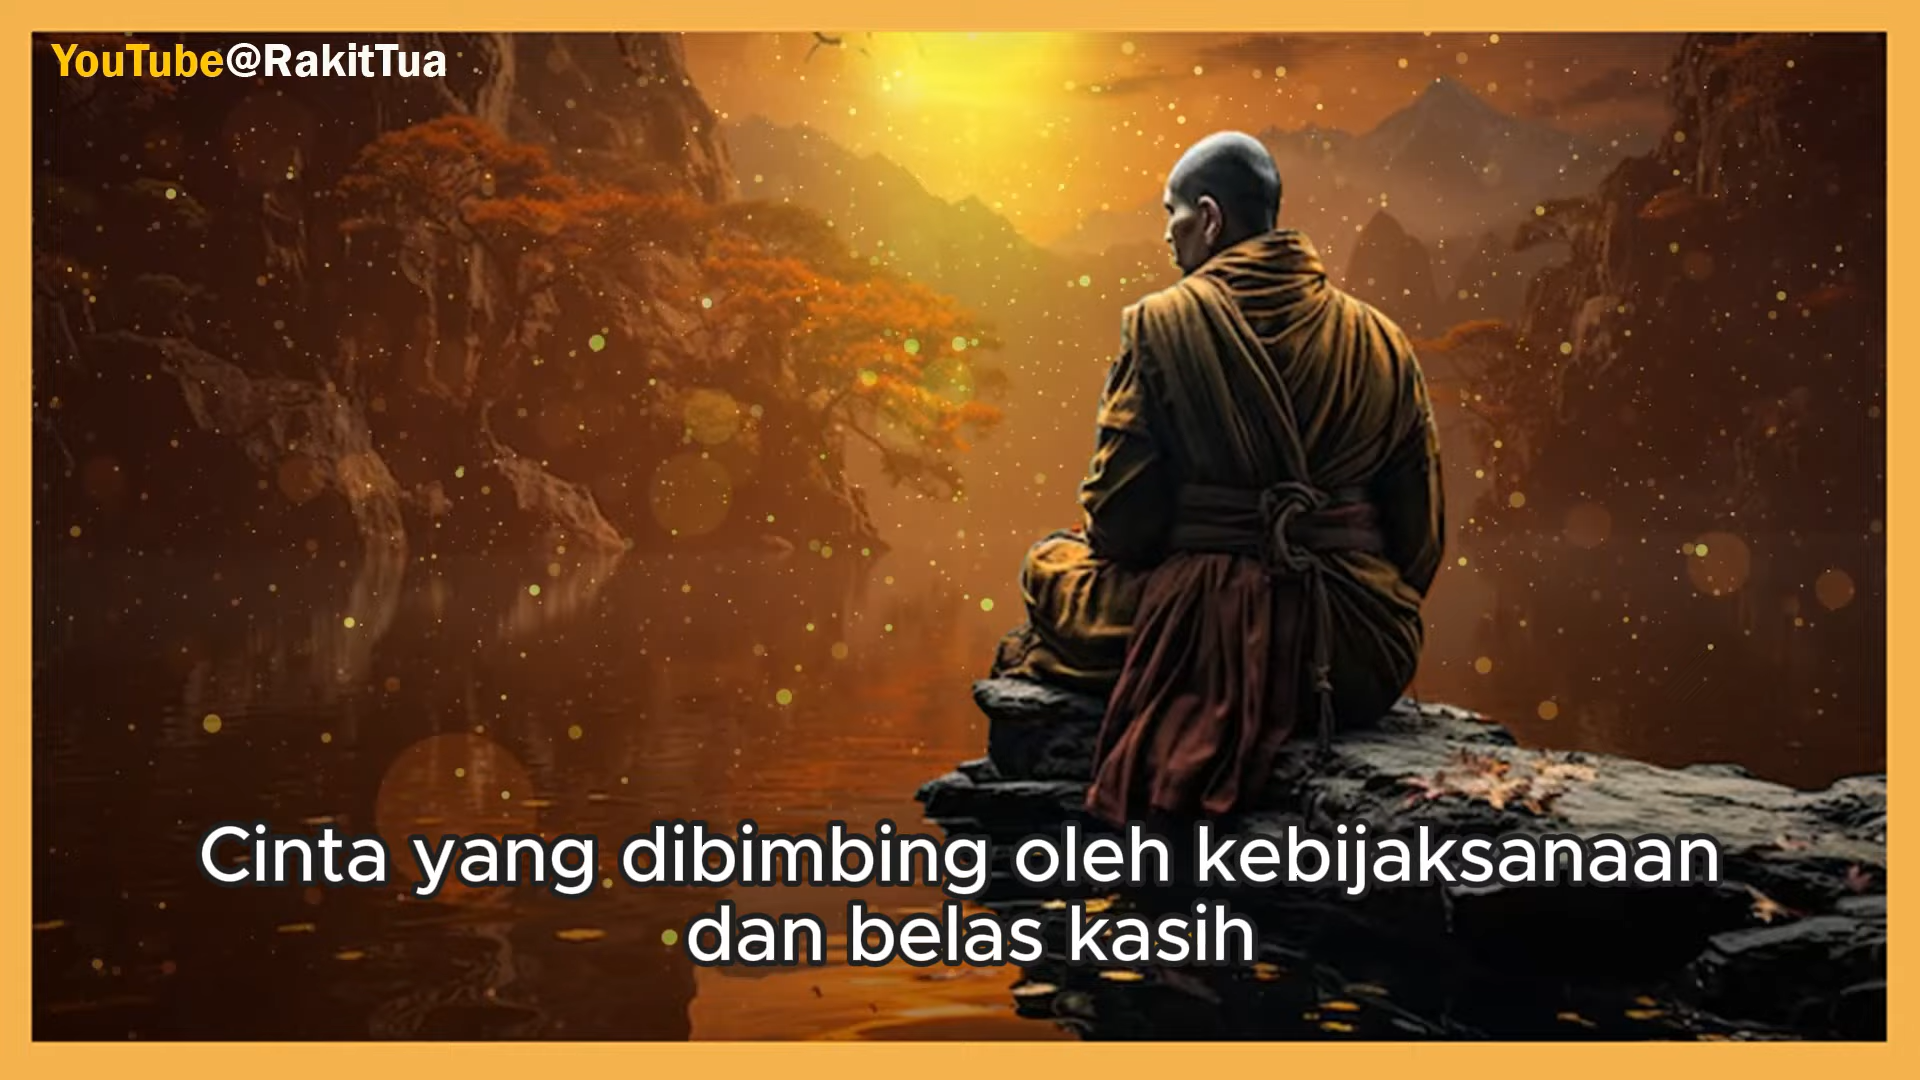 YouTube@RakitTua
Cinta yang dibimbing oleh kebijaksanaan
dan belas kasih